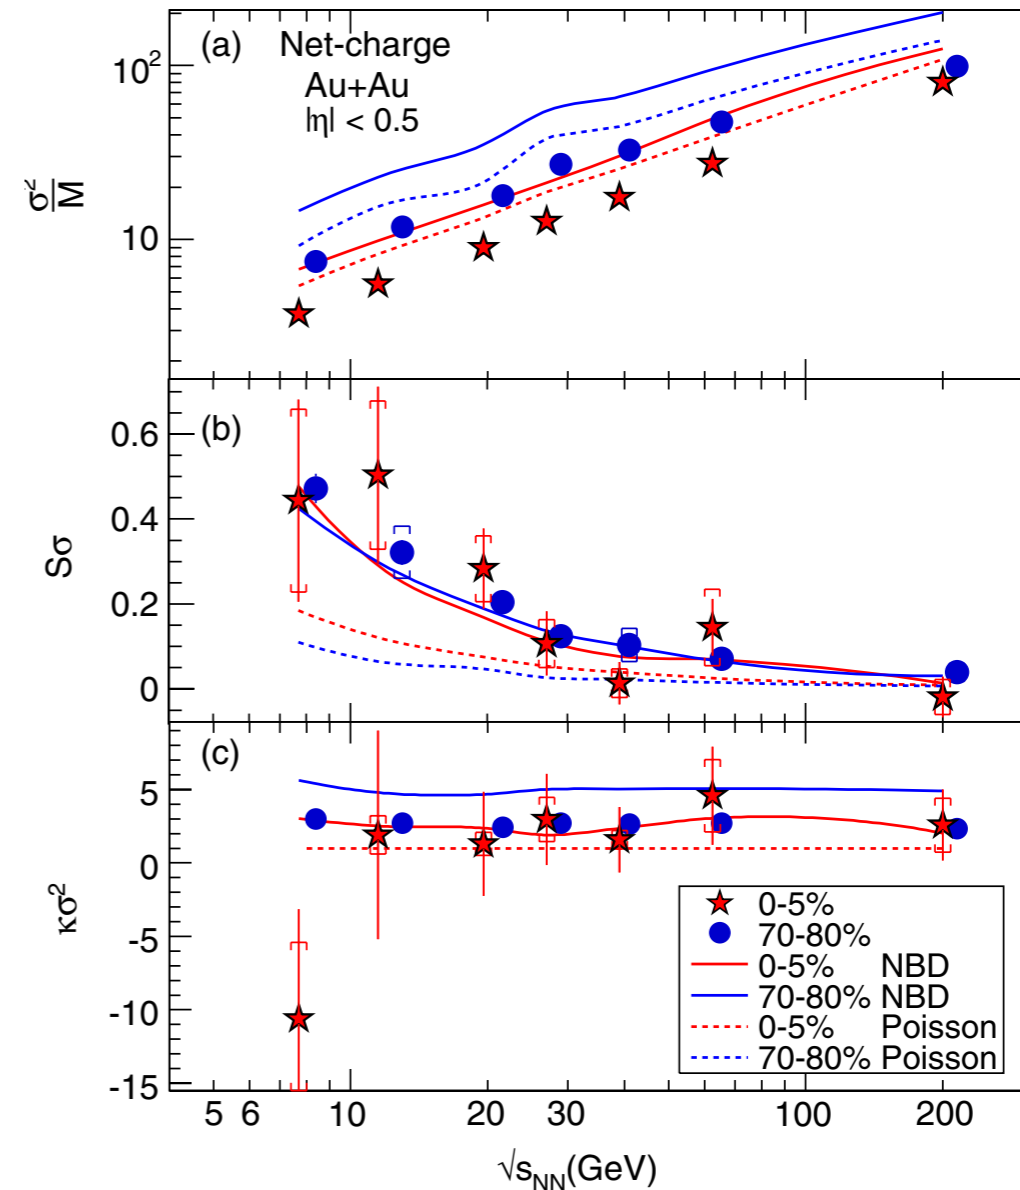 (a) Net-charge
Au+Au
|η| < 0.5
10²
10
σ²/M
(b)
0.6
0.4
0.2
0
Sσ
(c)
5
0
-5
-10
-15
κσ²
0-5%
70-80%
0-5% NBD
70-80% NBD
0-5% Poisson
70-80% Poisson
5 6 10 20 30 100 200
√s_NN(GeV)